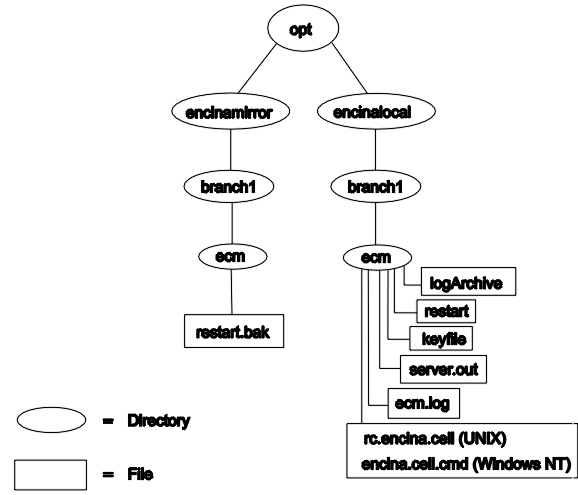 opt
encinamirror
encinalocal
branch1
branch1
ecm
ecm
logArchive
restart
restart.bak
keyfile
server.out
ecm.log
rc.encina.cell (UNIX)
encina.cell.cmd (Windows NT)
= Directory
= File